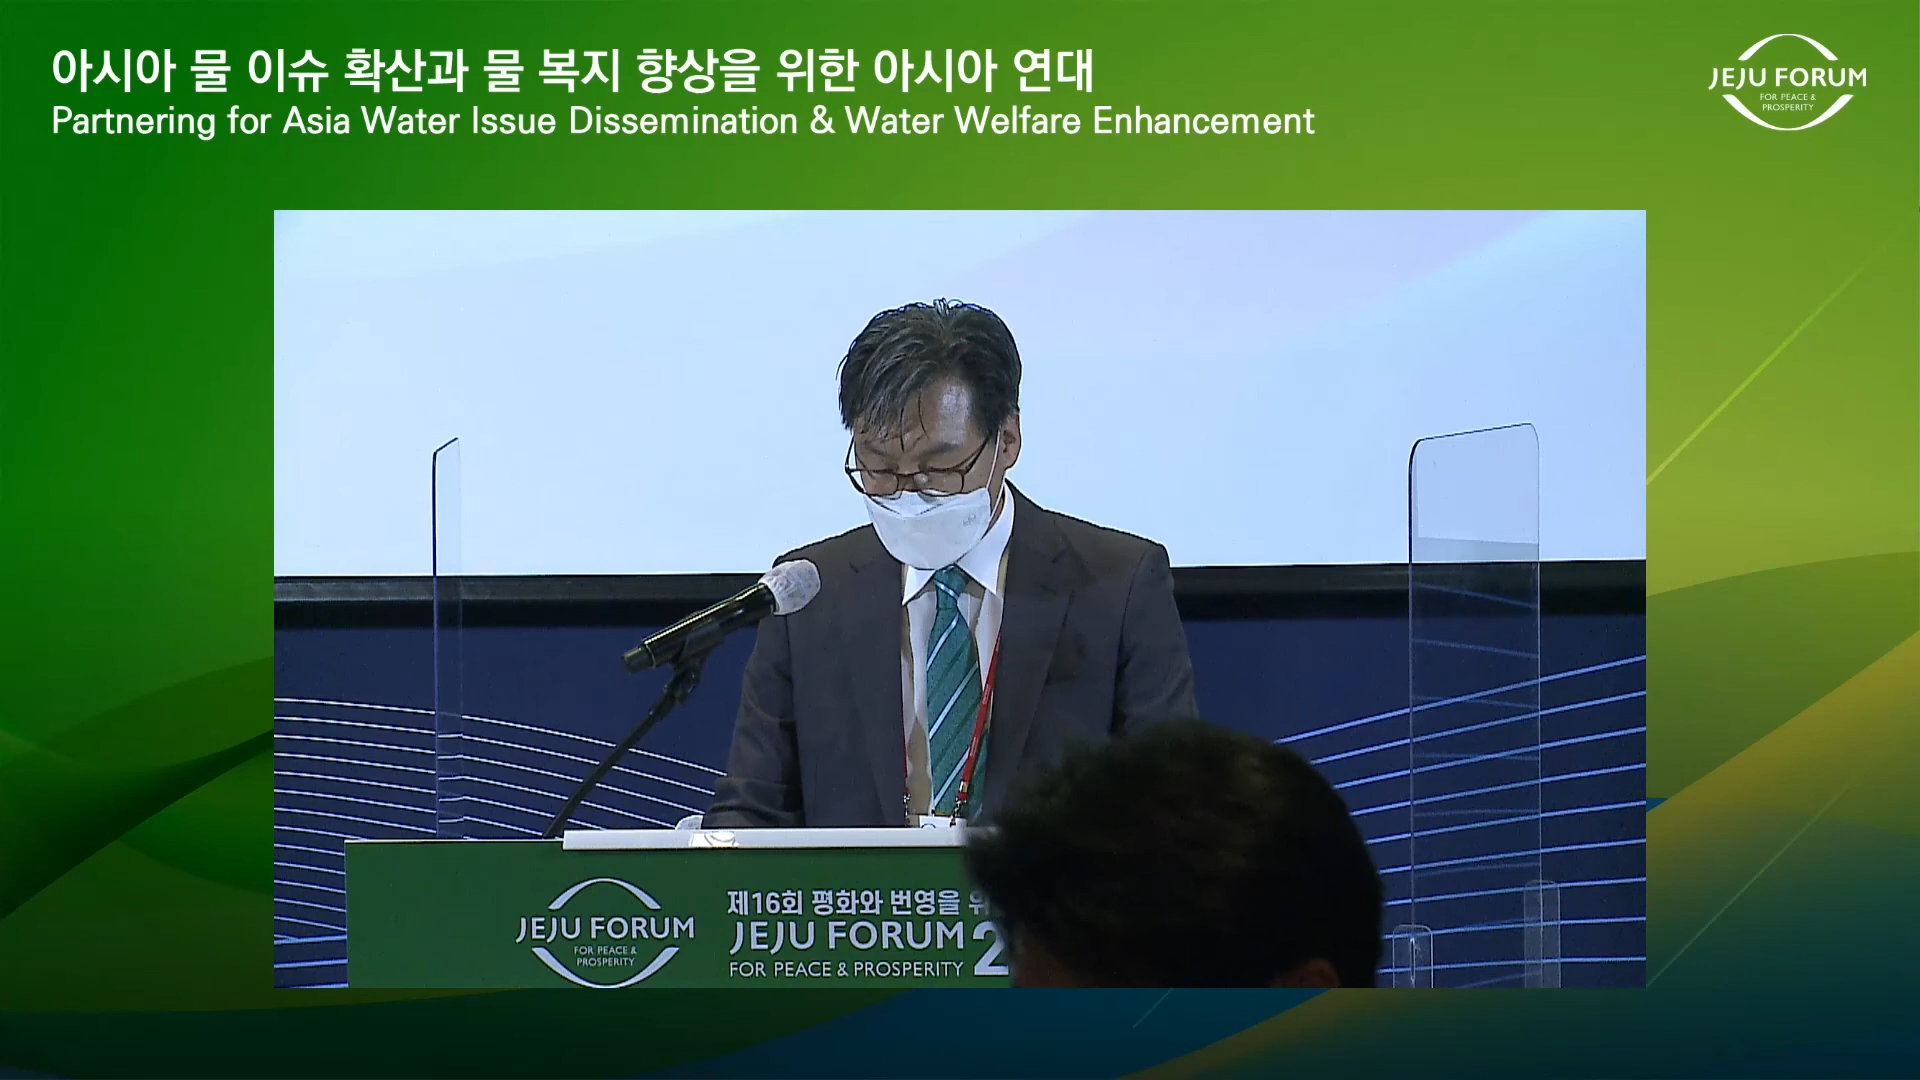 아시아 물 이슈 확산과 물 복지 향상을 위한 아시아 연대
Partnering for Asia Water Issue Dissemination & Water Welfare Enhancement
JEJU FORUM
FOR PEACE &
PROSPERITY
JEJU FORUM
FOR PEACE &
PROSPERITY
제16회 평화와 번영을
JEJU FORUM 2
FOR PEACE & PROSPERITY